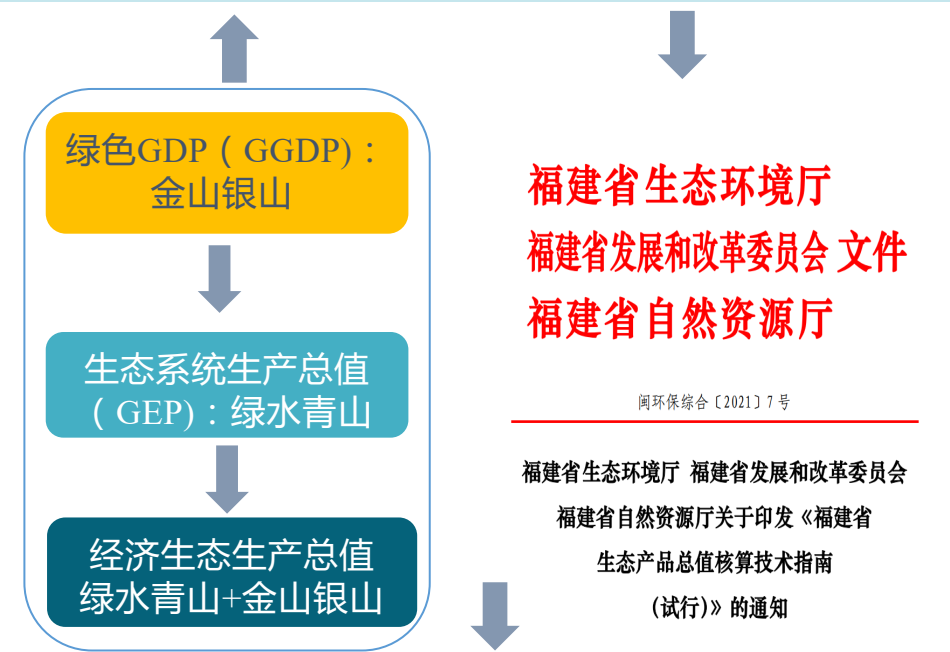 绿色GDP（GGDP)：
金山银山
生态系统生产总值
（GEP)：绿水青山
经济生态生产总值
绿水青山+金山银山
福建省生态环境厅
福建省发展和改革委员会 文件
福建省自然资源厅
闽环保综合〔2021〕7 号
福建省生态环境厅 福建省发展和改革委员会
福建省自然资源厅关于印发《福建省
生态产品总值核算技术指南
(试行)》的通知